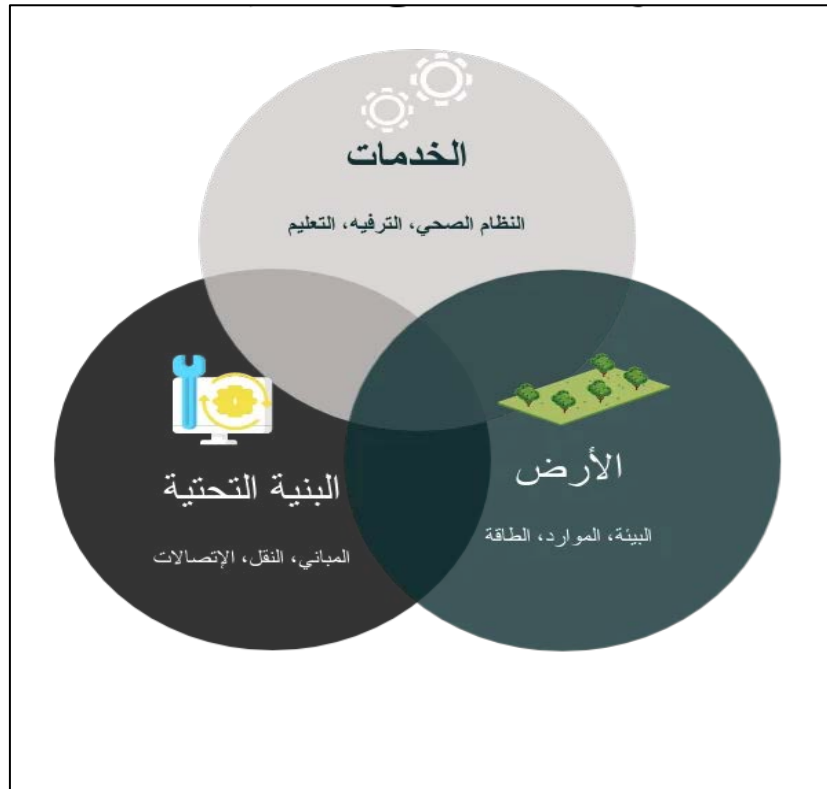 الخدمات
النظام الصحي، الترفيه، التعليم
الأرض
البيئة، الموارد، الطاقة
البنية التحتية
المباني، النقل، الإتصالات